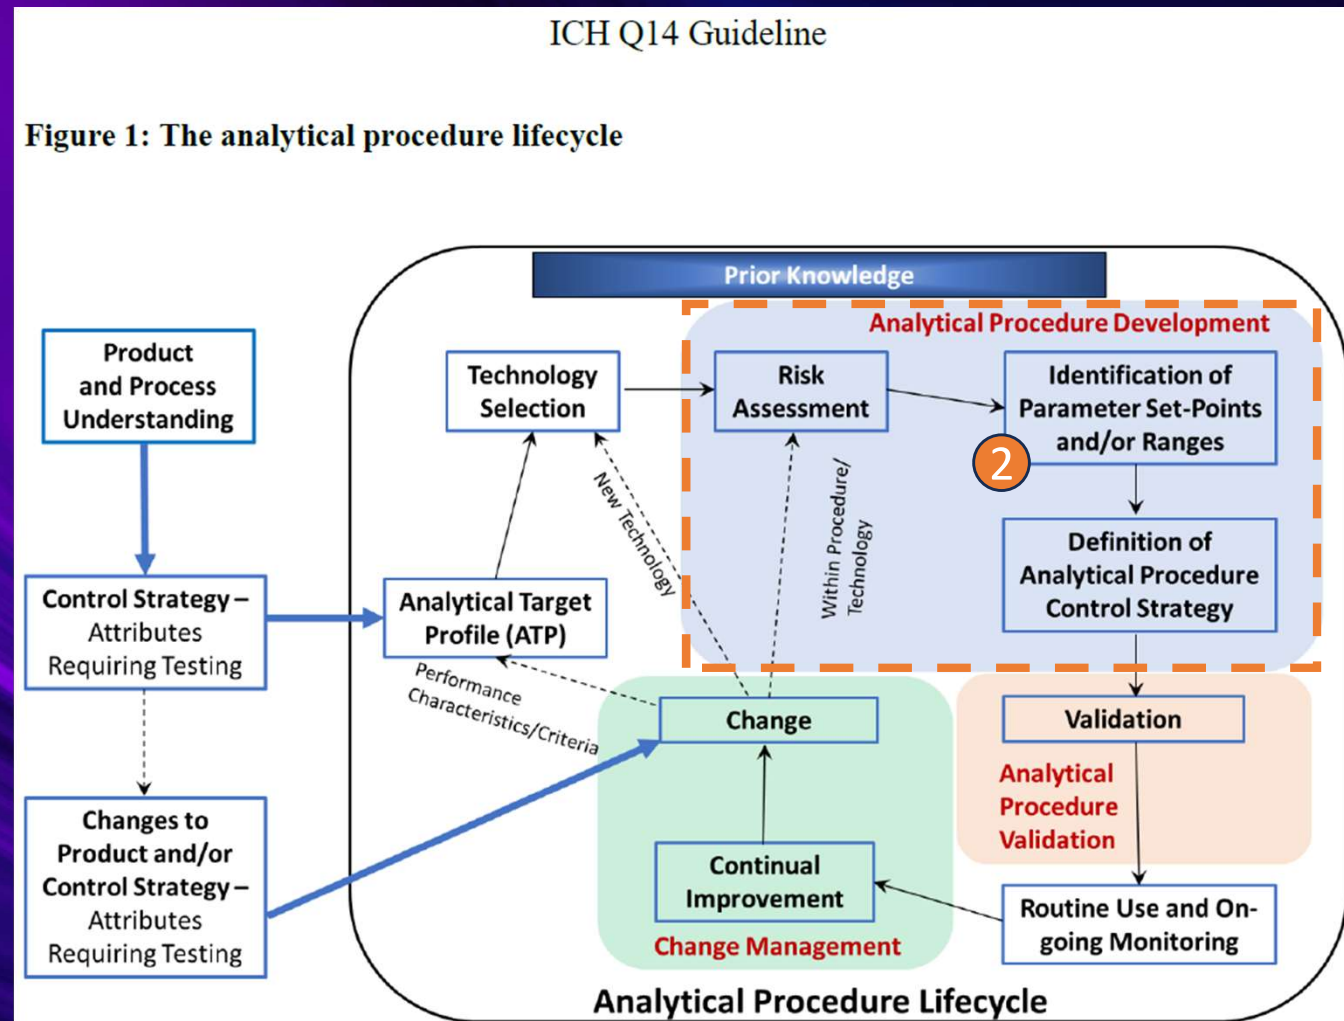 ICH Q14 Guideline
Figure 1: The analytical procedure lifecycle
Prior Knowledge
Analytical Procedure Development
Product
and Process
Understanding
Technology
Selection
Risk
Assessment
Identification of
Parameter Set-Points
and/or Ranges
2
New Technology
Within Procedure/
Technology
Definition of
Analytical Procedure
Control Strategy
Control Strategy –
Attributes
Requiring Testing
Analytical Target
Profile (ATP)
Performance
Characteristics/Criteria
Change
Validation
Analytical
Procedure
Validation
Changes to
Product and/or
Control Strategy –
Attributes
Requiring Testing
Continual
Improvement
Change Management
Routine Use and On-
going Monitoring
Analytical Procedure Lifecycle